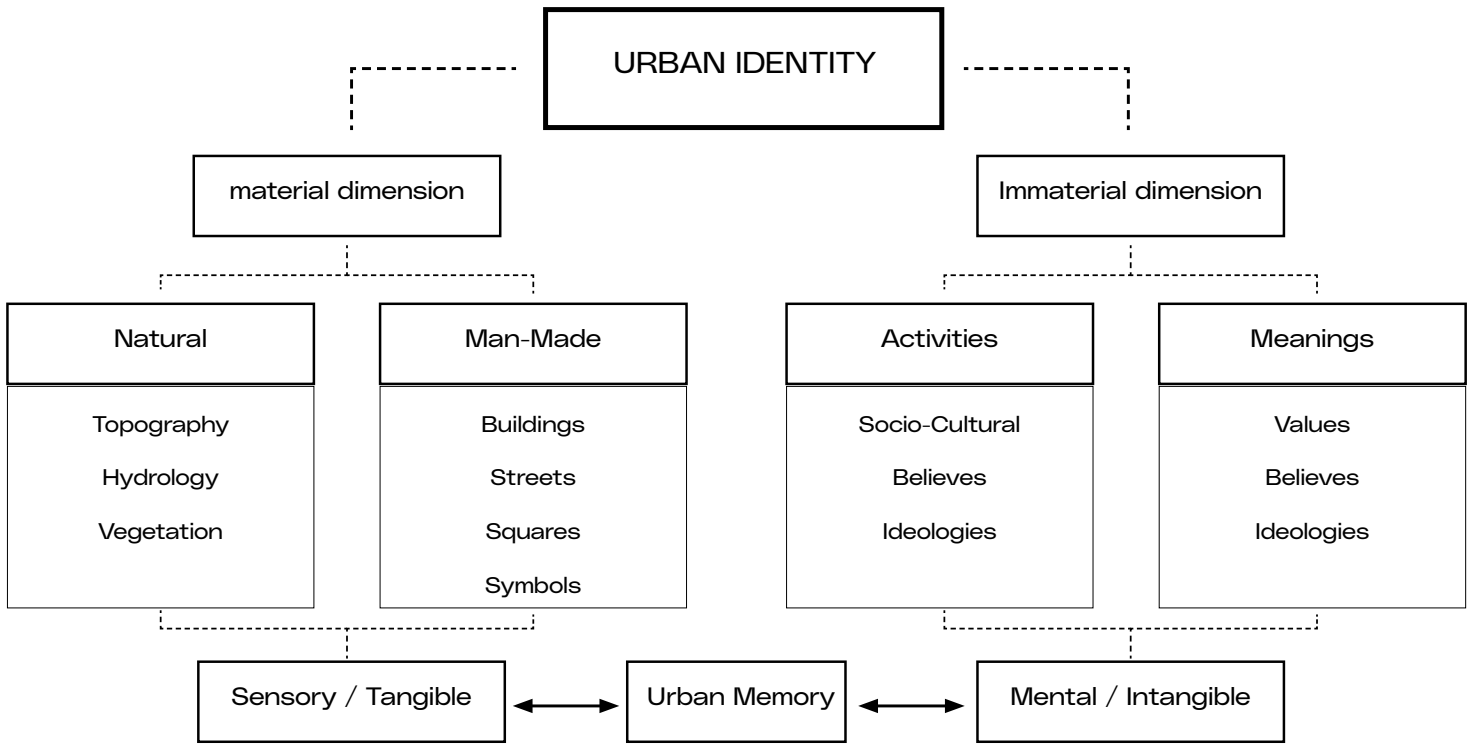 URBAN IDENTITY
material dimension
Immaterial dimension
Natural
Man-Made
Activities
Meanings
Topography
Hydrology
Vegetation
Buildings
Streets
Squares
Symbols
Socio-Cultural
Believes
Ideologies
Values
Believes
Ideologies
Sensory / Tangible
Urban Memory
Mental / Intangible